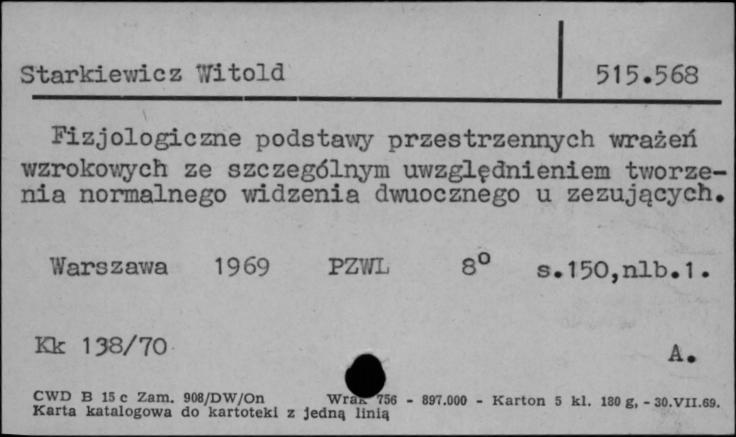 Starkiewicz Witold 515.568
Fizjologiczne podstawy przestrzennych wrażeń
wzrokowych ze szczególnym uwzględnieniem tworze-
nia normalnego widzenia dwuocznego u zezujących.
Warszawa 1969 PZWL 8° s.150,nlb.1.
Kk 138/70 A.
CWD B 15 c Zam. 908/DW/On 756 - 897.000 - Karton 5 kl. 180 g, - 30.VII.69.
Karta katalogowa do kartoteki z jedną linią